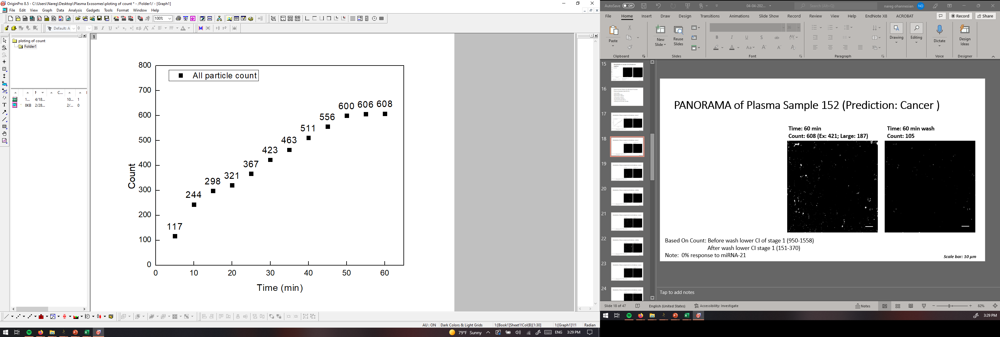 OriginPro 8.5 - C:\Users\Nareg\Desktop\Plasma Exosomes\ploting of count * - /Folder1/ - [Graph1]
File Edit View Graph Data Analysis Gadgets Tools Format Window Help
100%
Default: A 0 B I U
ploting of count
Folder1
C...
1... 4/18... 10... 1
8KB 2/28... 2/... 0
1
800
700
600
500
400
300
200
100
0
Count
All particle count
117
244
298
321
367
423
463
511
556
600
606
608
0 10 20 30 40 50 60
Time (min)
AU : ON Dark Colors & Light Grids 1:[Book1]Sheet1!Col(B)[1:30] 1:[Graph1]1!1 Radian
79°F Sunny ENG 3:29 PM
AutoSave Off 04-04-202... Search (Alt+Q) nareg ohannesian NO
File Home Insert Draw Design Transitions Animations Slide Show Record Review View Help EndNote X8 ACROBAT Record Share
Paste
New Slide
Reuse Slides
36
B I U S ab AV
Aa
Drawing
Editing
Dictate
Design Ideas
Clipboard Slides Font Paragraph Voice Designer
15
16
17
18
19
20
21
22
23
24
PANORAMA of Plasma Sample 152 (Prediction: Cancer )
Time: 60 min
Count: 608 (Ex: 421; Large: 187)
Time: 60 min wash
Count: 105
Based On Count: Before wash lower CI of stage 1 (950-1558)
After wash lower CI stage 1 (151-370)
Note: 0% response to miRNA-21
Scale bar: 10 µm
Tap to add notes
Slide 18 of 47 English (United States) Accessibility: Investigate Notes 82%
3:29 PM